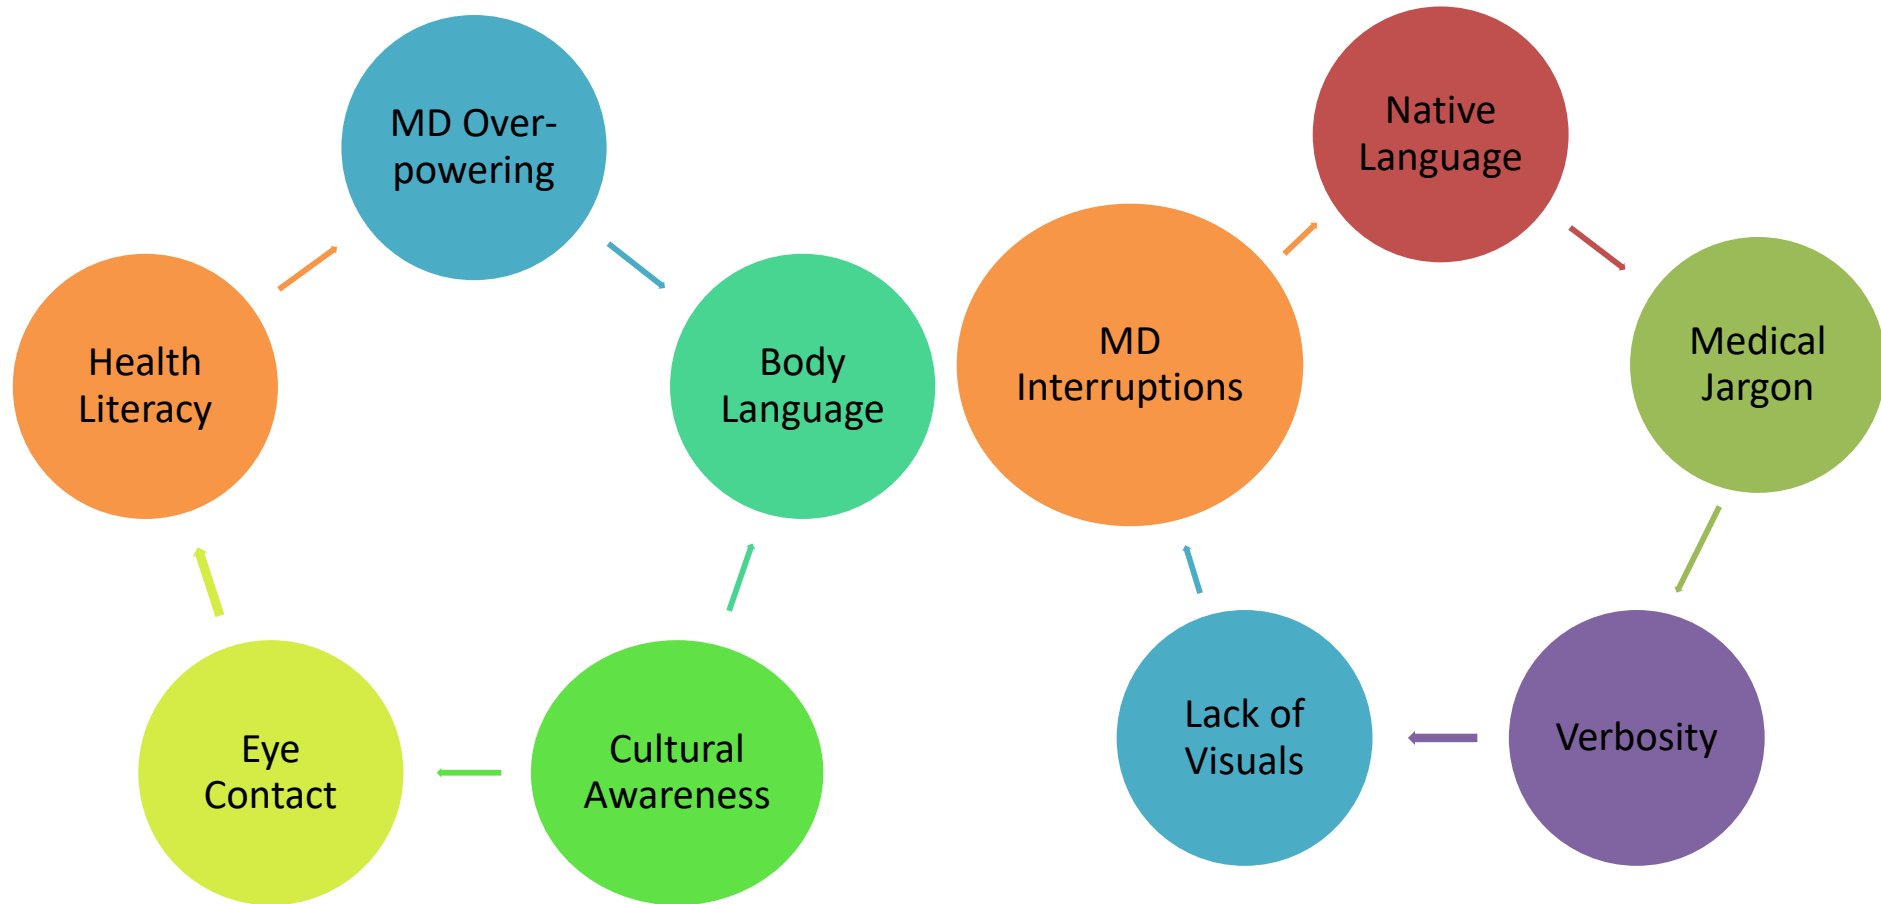 MD Over-
powering
Body
Language
Cultural
Awareness
Eye
Contact
Health
Literacy
Native
Language
Medical
Jargon
Verbosity
Lack of
Visuals
MD
Interruptions